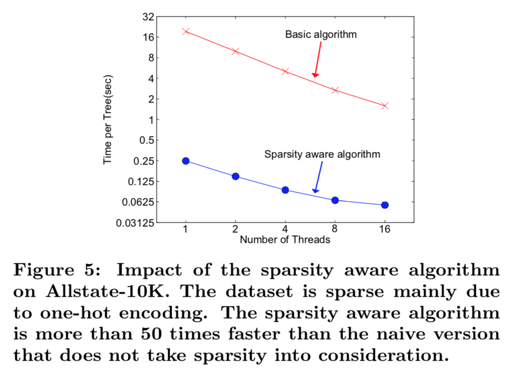 32
16
8
4
2
1
0.5
0.25
0.125
0.0625
0.03125
Time per Tree(sec)
Basic algorithm
Sparsity aware algorithm
1 2 4 8 16
Number of Threads
Figure 5: Impact of the sparsity aware algorithm
on Allstate-10K. The dataset is sparse mainly due
to one-hot encoding. The sparsity aware algorithm
is more than 50 times faster than the naive version
that does not take sparsity into consideration.